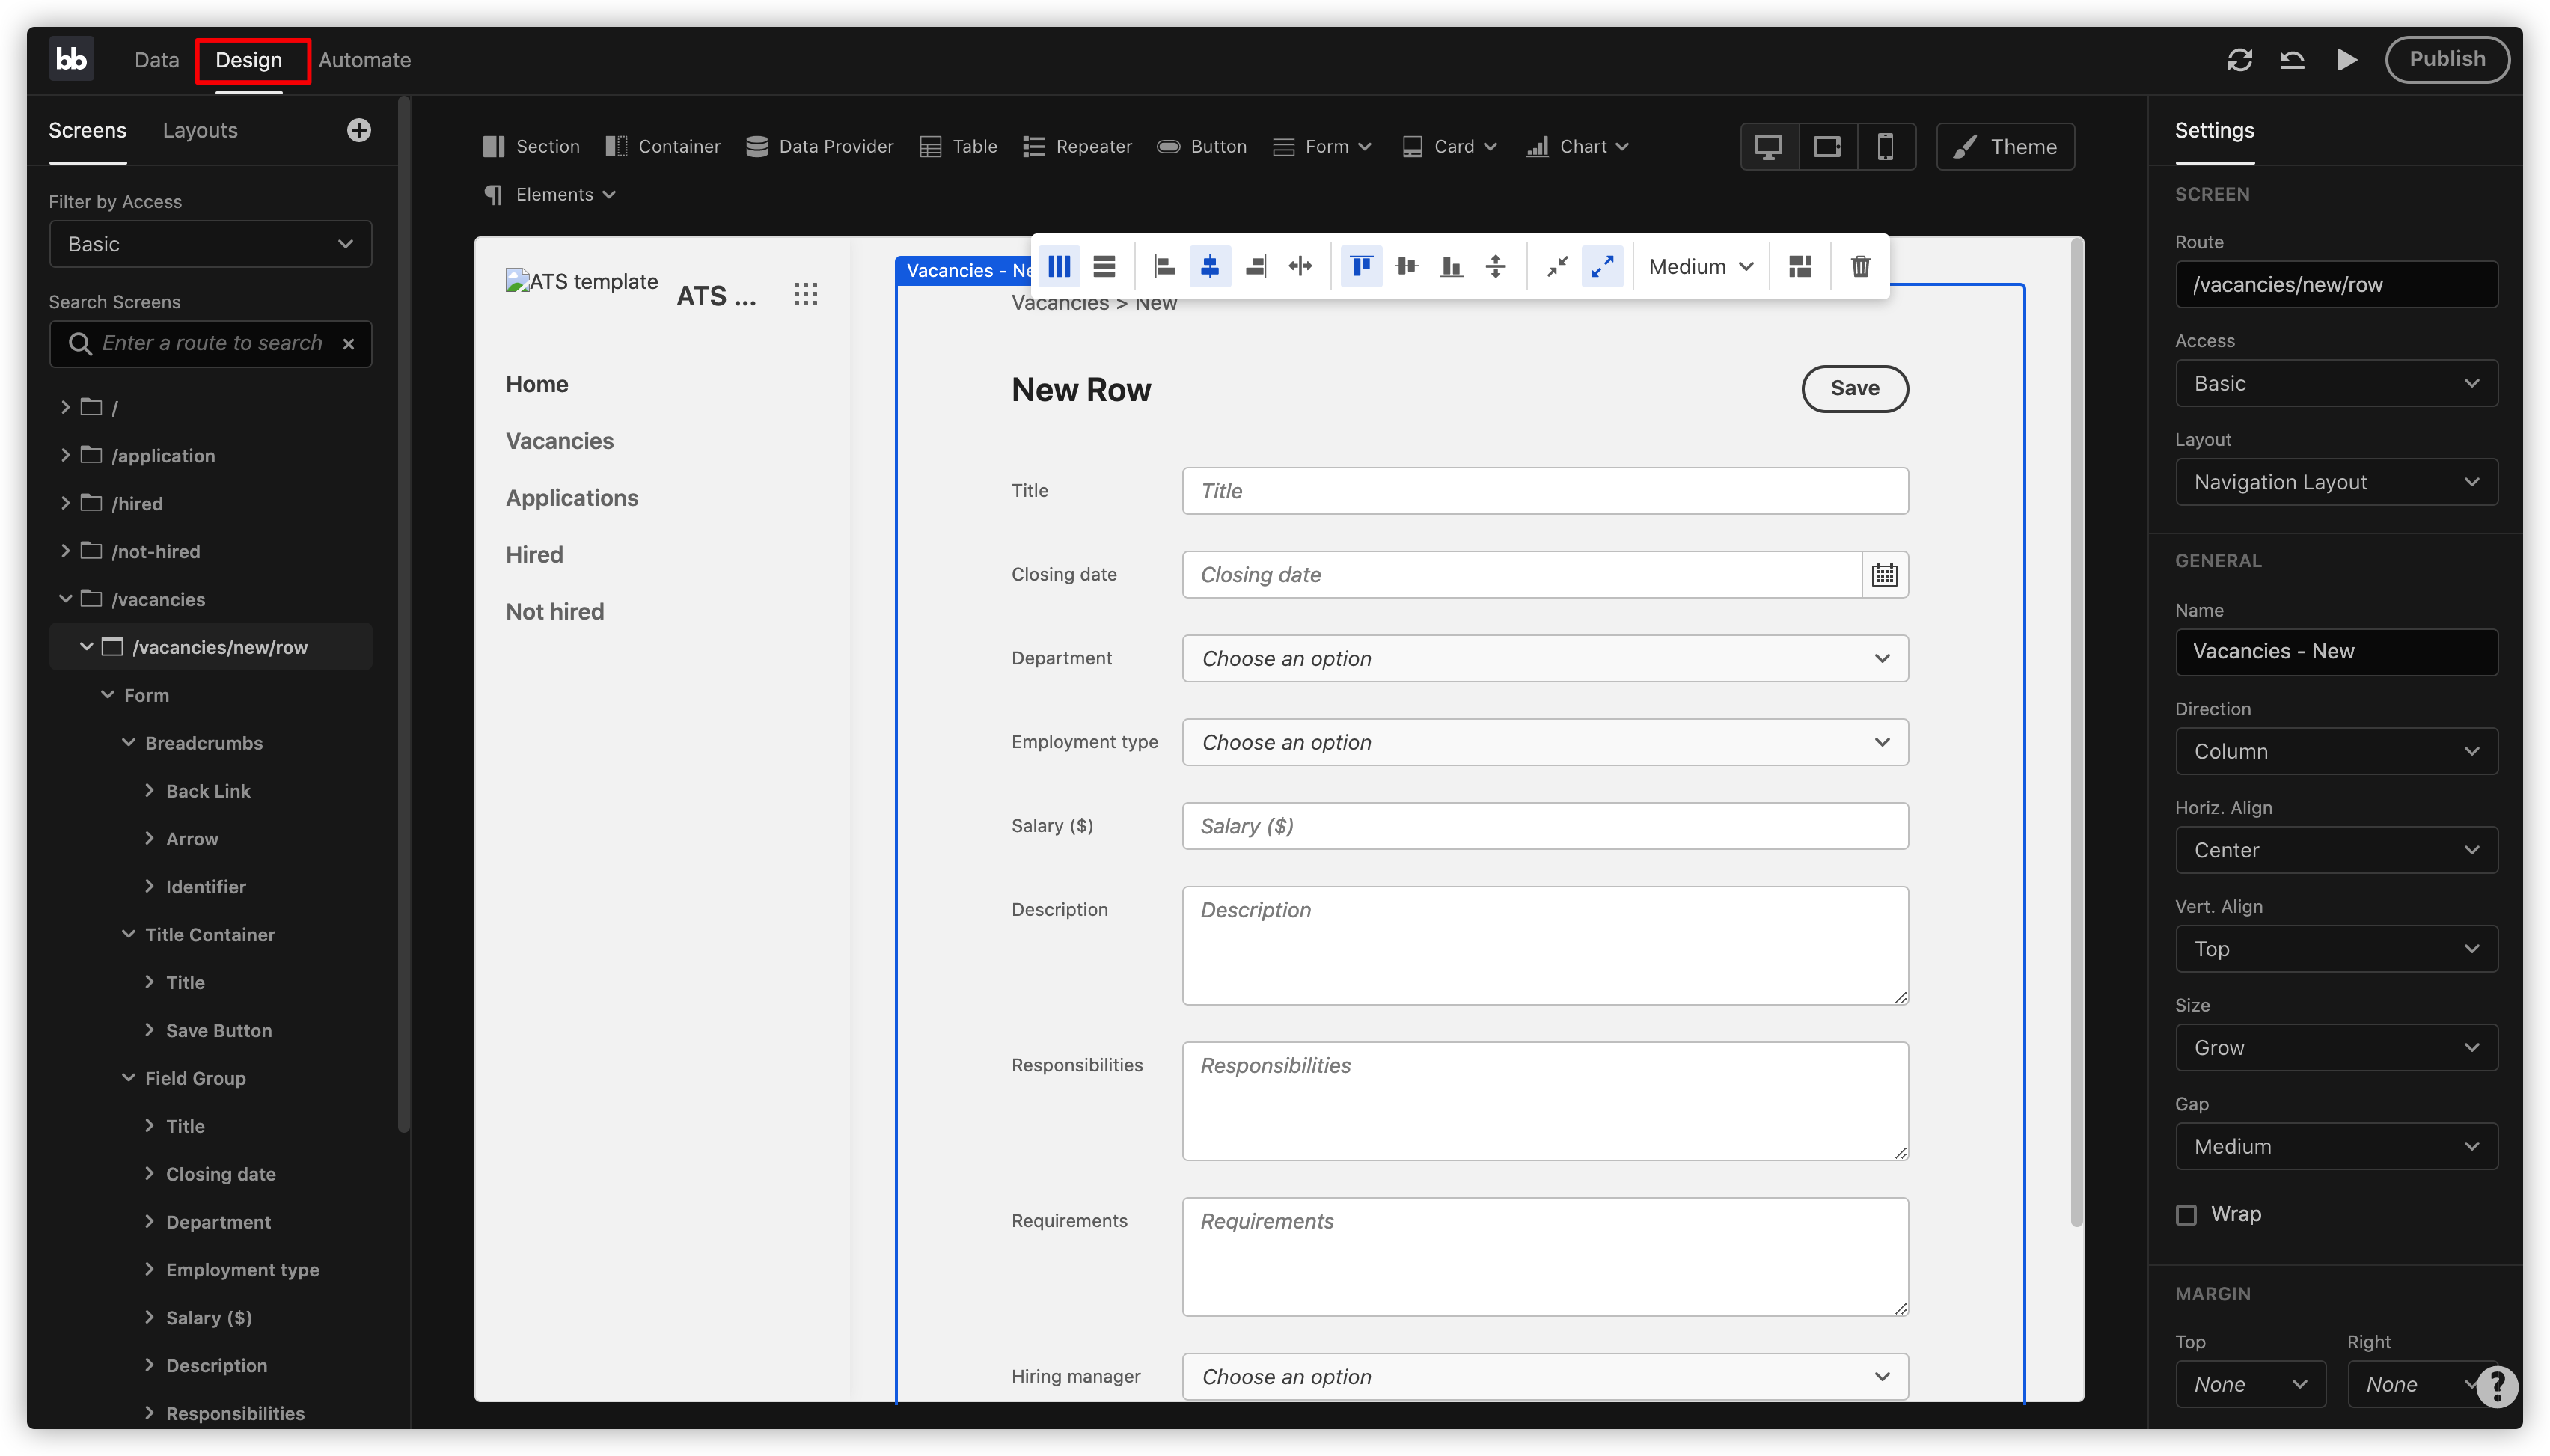 bb
Data Design Automate
Publish
Screens Layouts
Filter by Access
Basic
Search Screens
Enter a route to search
/
/application
/hired
/not-hired
/vacancies
/vacancies/new/row
Form
Breadcrumbs
Back Link
Arrow
Identifier
Title Container
Title
Save Button
Field Group
Title
Closing date
Department
Employment type
Salary ($)
Description
Responsibilities
Section Container Data Provider Table Repeater Button Form Card Chart
Elements
Theme
ATS template
ATS ...
Home
Vacancies
Applications
Hired
Not hired
Vacancies - Ne
Medium
Vacancies > New
New Row
Save
Title Title
Closing date Closing date
Department Choose an option
Employment type Choose an option
Salary ($) Salary ($)
Description Description
Responsibilities Responsibilities
Requirements Requirements
Hiring manager Choose an option
Settings
SCREEN
Route
/vacancies/new/row
Access
Basic
Layout
Navigation Layout
GENERAL
Name
Vacancies - New
Direction
Column
Horiz. Align
Center
Vert. Align
Top
Size
Grow
Gap
Medium
Wrap
MARGIN
Top Right
None None
?